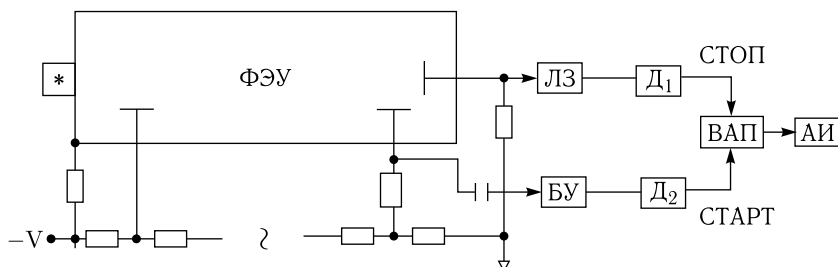 СТОП
* ФЭУ ЛЗ Д₁
ВАП АИ
БУ Д₂
СТАРТ
−V